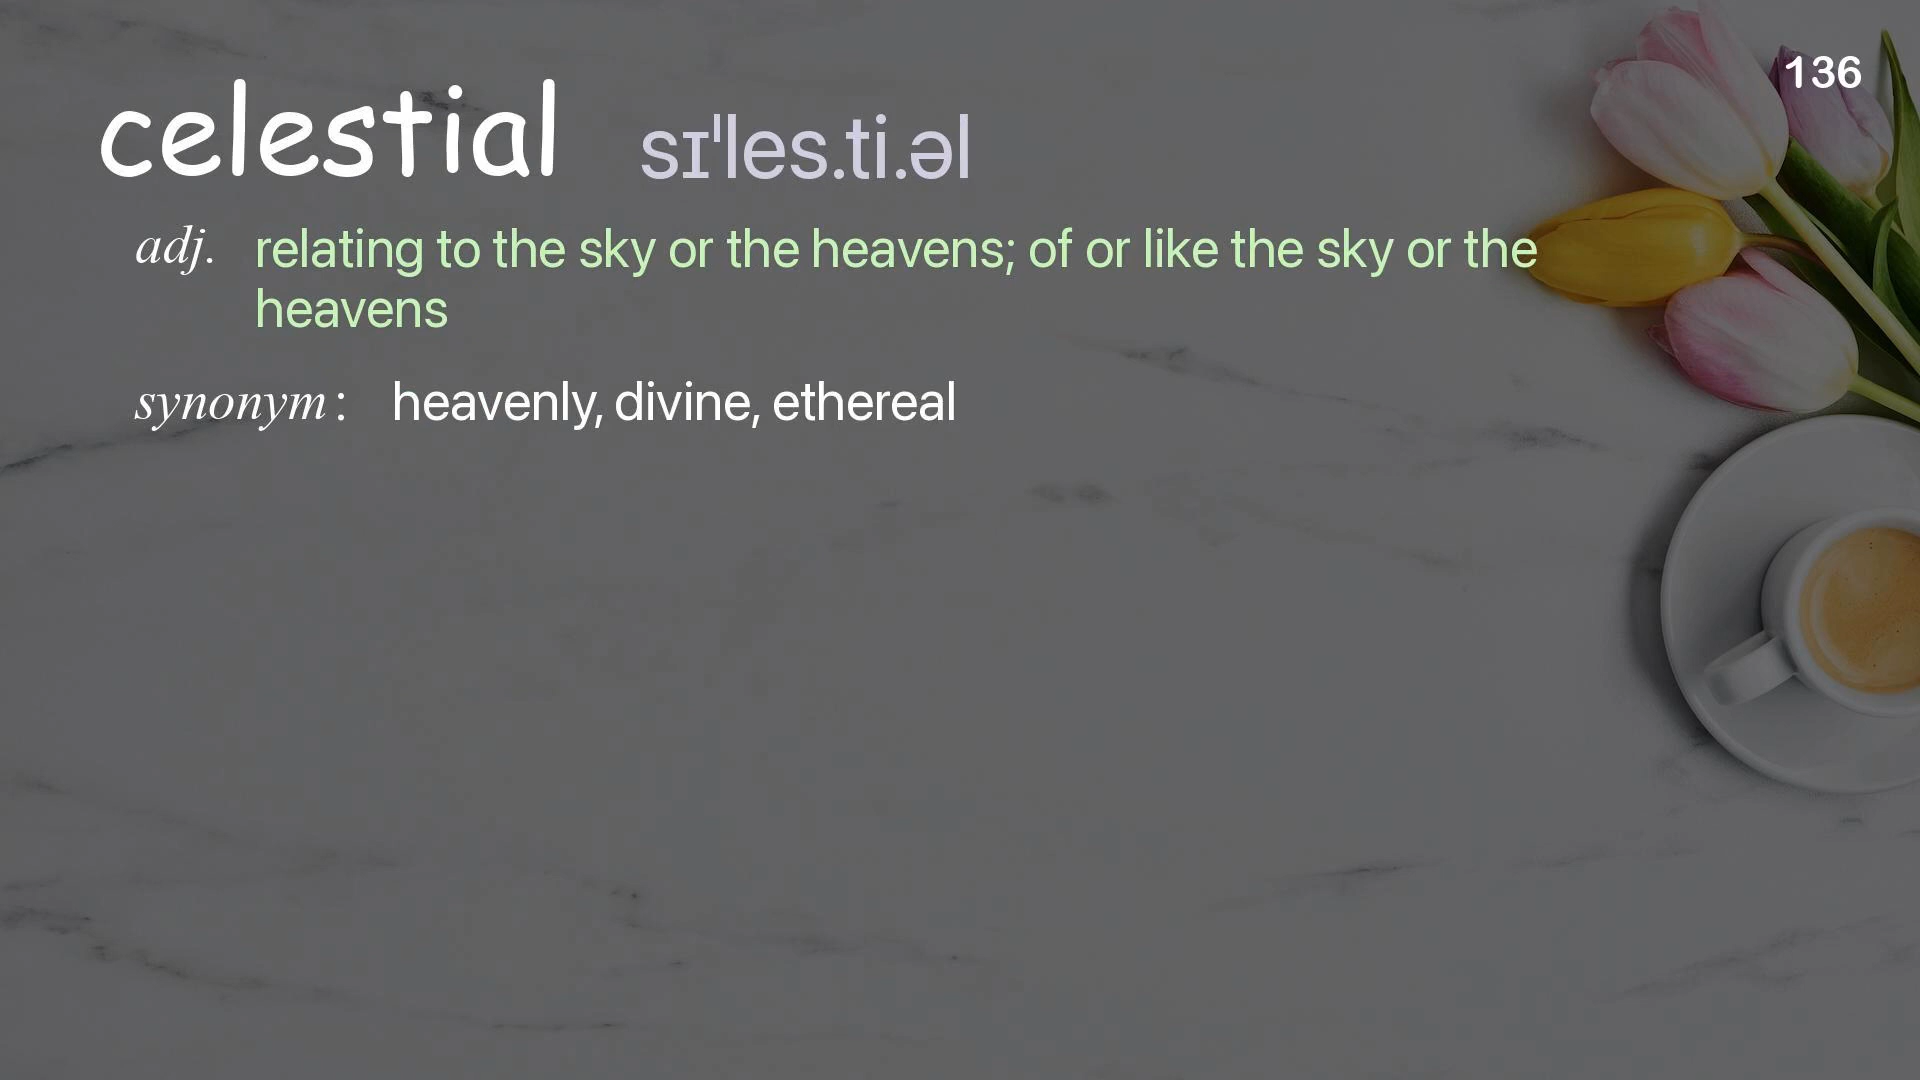 136
celestial sɪˈles.ti.əl
adj. relating to the sky or the heavens; of or like the sky or the
heavens
synonym: heavenly, divine, ethereal